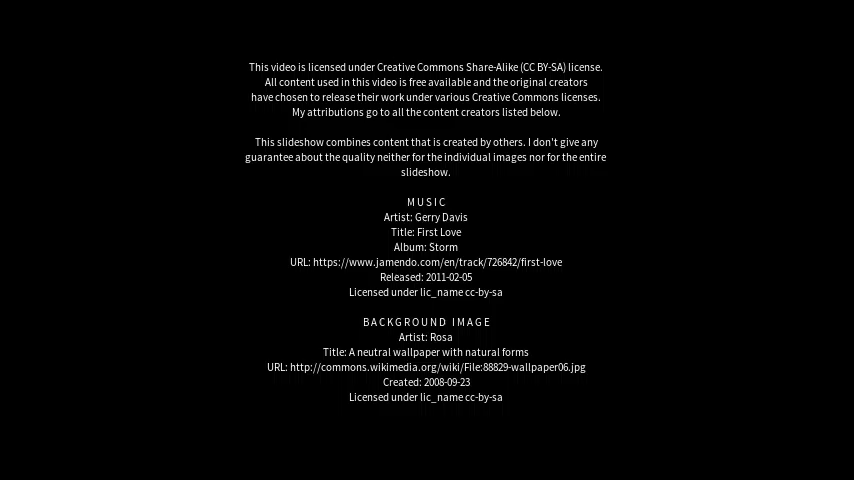 This video is licensed under Creative Commons Share-Alike (CC BY-SA) license.
All content used in this video is free available and the original creators
have chosen to release their work under various Creative Commons licenses.
My attributions go to all the content creators listed below.
This slideshow combines content that is created by others. I don't give any
guarantee about the quality neither for the individual images nor for the entire
slideshow.
MUSIC
Artist: Gerry Davis
Title: First Love
Album: Storm
URL: https://www.jamendo.com/en/track/726842/first-love
Released: 2011-02-05
Licensed under lic_name cc-by-sa
BACKGROUND IMAGE
Artist: Rosa
Title: A neutral wallpaper with natural forms
URL: http://commons.wikimedia.org/wiki/File:88829-wallpaper06.jpg
Created: 2008-09-23
Licensed under lic_name cc-by-sa